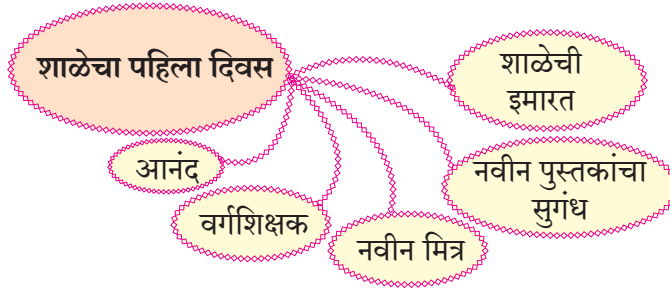 शाळेचा पहिला दिवस
शाळेची
इमारत
आनंद
नवीन पुस्तकांचा
सुगंध
वर्गशिक्षक
नवीन मित्र